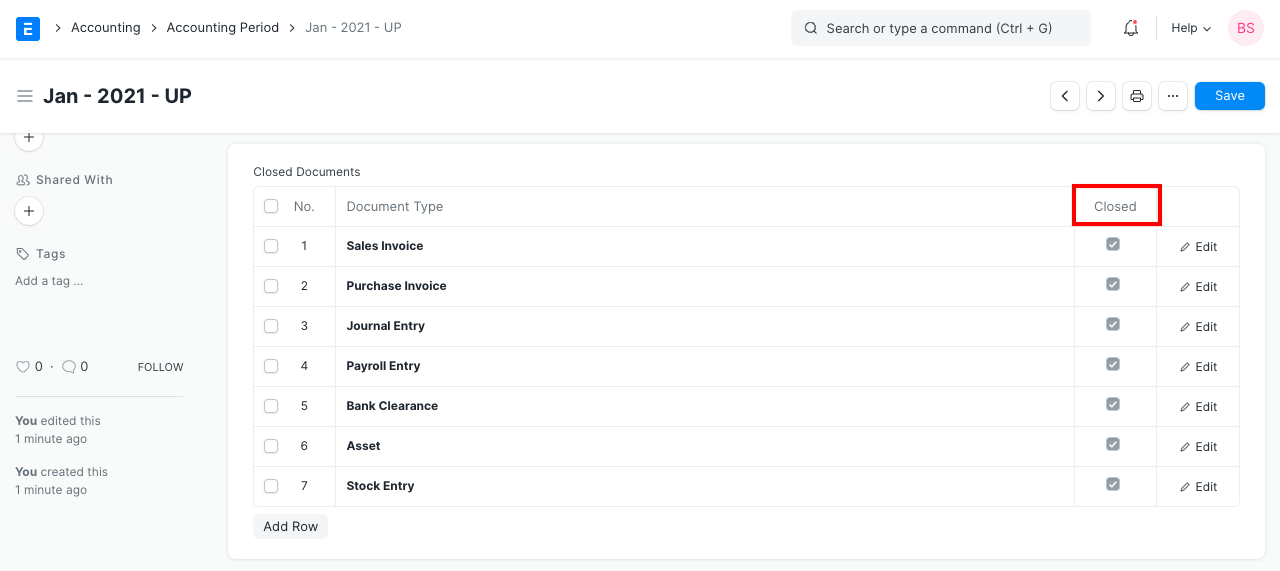 E Accounting Accounting Period Jan - 2021 - UP Search or type a command (Ctrl + G) Help BS
Jan - 2021 - UP Save
Shared With
Tags
Add a tag ...
0 · 0 FOLLOW
You edited this
1 minute ago
You created this
1 minute ago
Closed Documents
No. Document Type Closed
1 Sales Invoice Edit
2 Purchase Invoice Edit
3 Journal Entry Edit
4 Payroll Entry Edit
5 Bank Clearance Edit
6 Asset Edit
7 Stock Entry Edit
Add Row